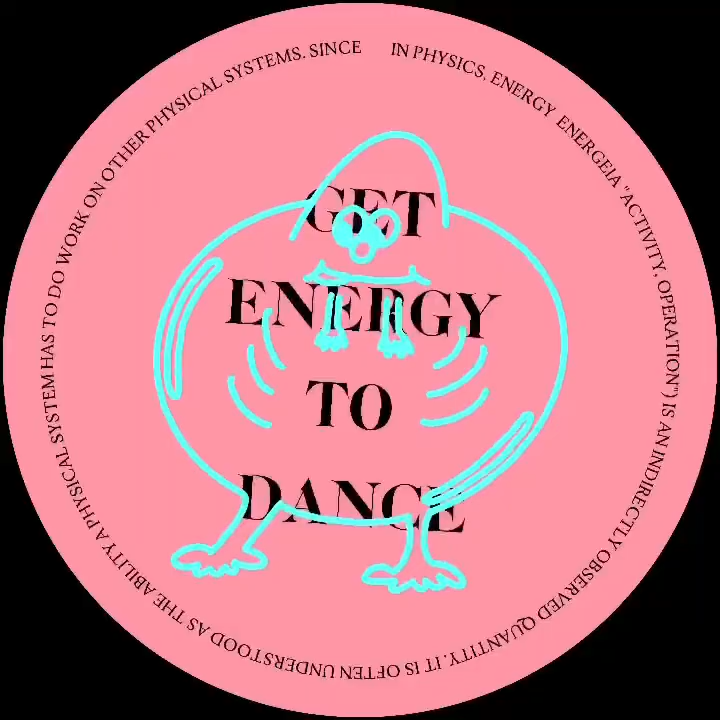 GET
ENERGY
TO
DANCE
IN PHYSICS, ENERGY ENERGEIA "ACTIVITY, OPERATION") IS AN INDIRECTLY OBSERVED QUANTITY. IT IS OFTEN UNDERSTOOD AS THE ABILITY A PHYSICAL SYSTEM HAS TO DO WORK ON OTHER PHYSICAL SYSTEMS. SINCE